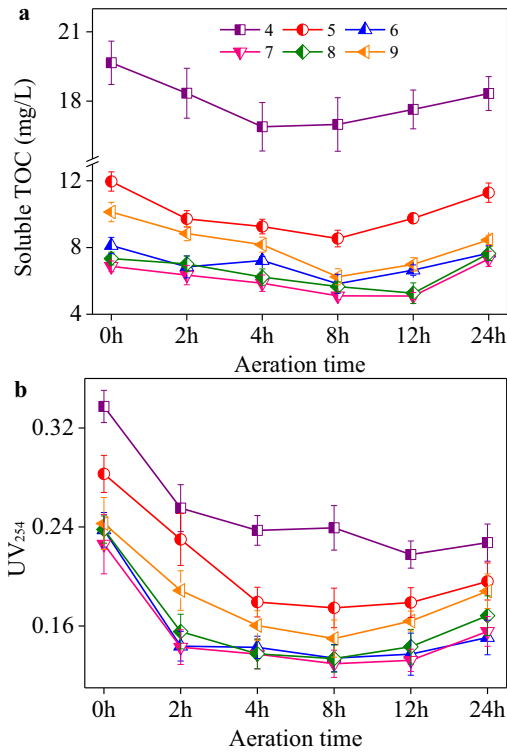 a
4 5 6
7 8 9
21
18
12
8
4
Soluble TOC (mg/L)
0h 2h 4h 8h 12h 24h
Aeration time
b
0.32
0.24
0.16
UV₂₅₄
0h 2h 4h 8h 12h 24h
Aeration time